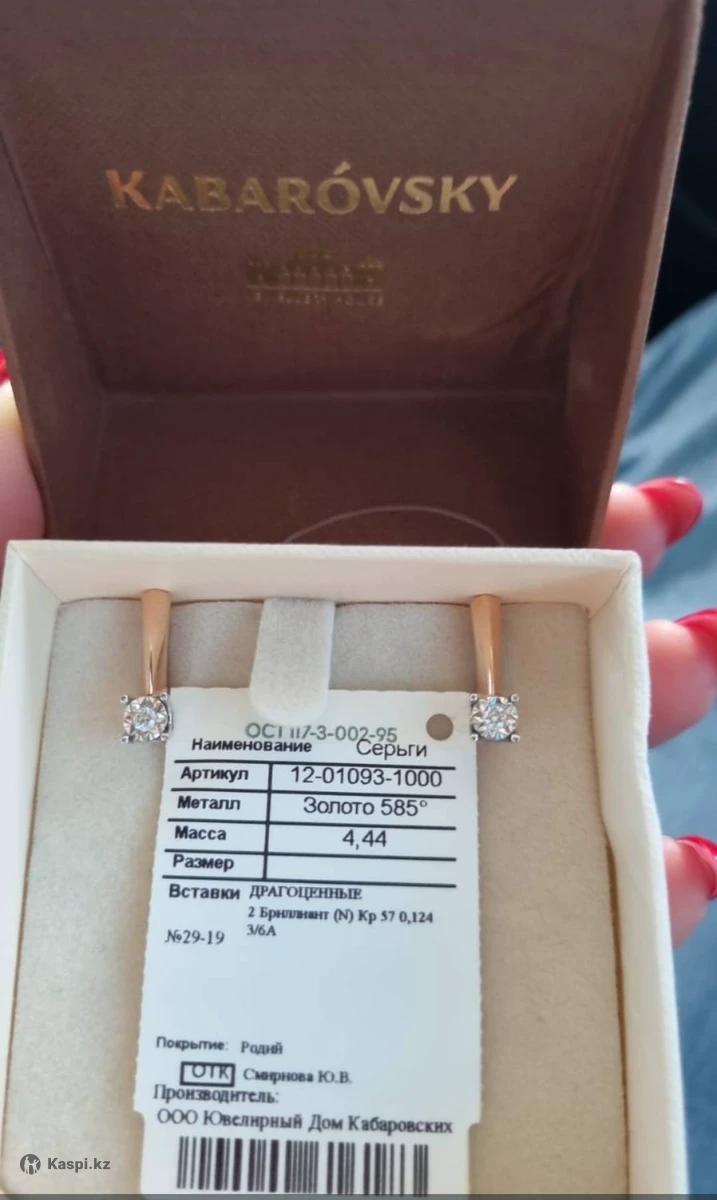 KABARÓVSKY
ОСТ 117-3-002-95
Наименование Серьги
Артикул 12-01093-1000
Металл Золото 585°
Масса 4,44
Размер
Вставки ДРАГОЦЕННЫЕ
2 Бриллиант (N) Кр 57 0,124
№29-19 3/6А
Покрытие: Родий
ОТК Смирнова Ю.В.
Производитель:
ООО Ювелирный Дом Кабаровских
Kaspi.kz